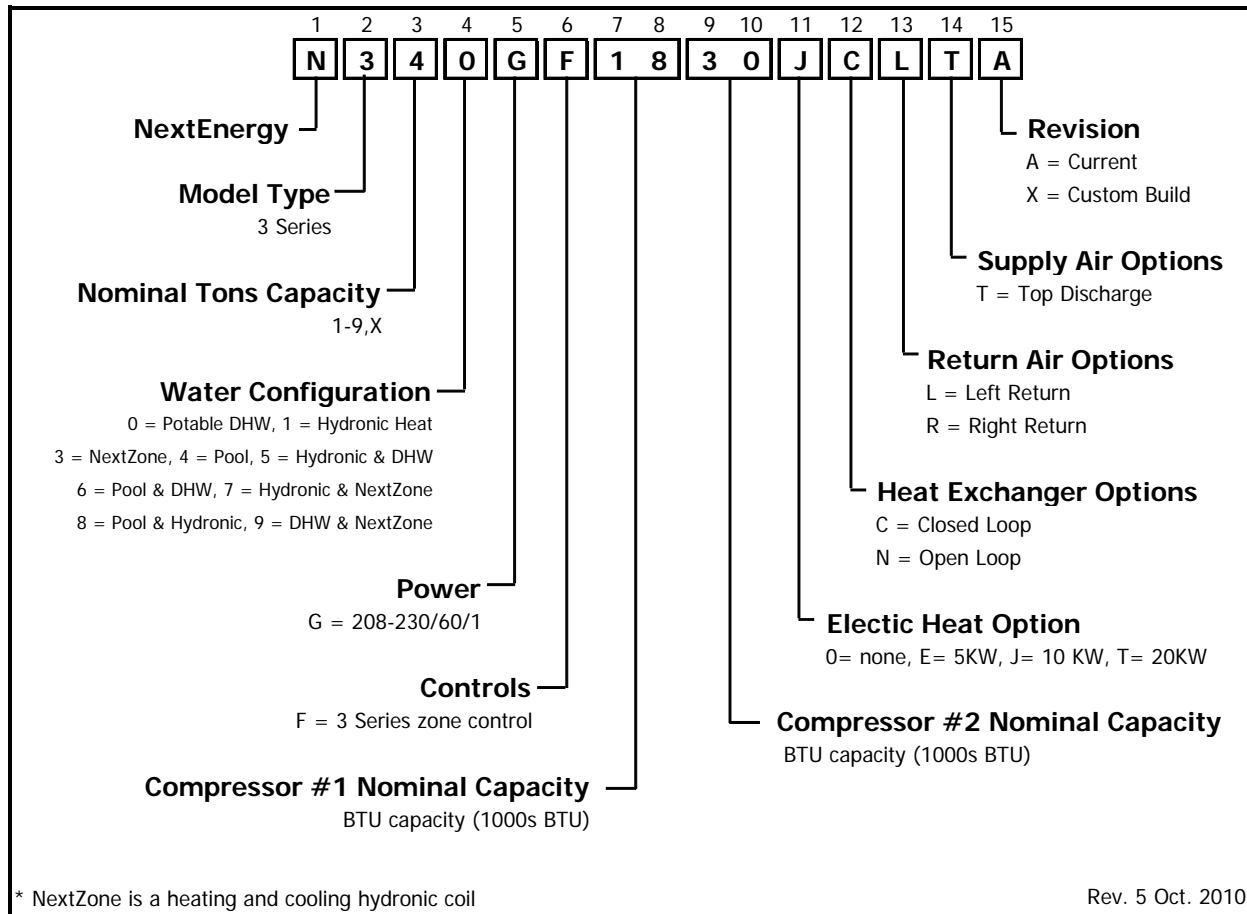 1 2 3 4 5 6 7 8 9 10 11 12 13 14 15
N 3 4 0 G F 1 8 3 0 J C L T A
NextEnergy
Model Type
3 Series
Nominal Tons Capacity
1-9,X
Water Configuration
0 = Potable DHW, 1 = Hydronic Heat
3 = NextZone, 4 = Pool, 5 = Hydronic & DHW
6 = Pool & DHW, 7 = Hydronic & NextZone
8 = Pool & Hydronic, 9 = DHW & NextZone
Power
G = 208-230/60/1
Controls
F = 3 Series zone control
Compressor #1 Nominal Capacity
BTU capacity (1000s BTU)
Revision
A = Current
X = Custom Build
Supply Air Options
T = Top Discharge
Return Air Options
L = Left Return
R = Right Return
Heat Exchanger Options
C = Closed Loop
N = Open Loop
Electic Heat Option
0= none, E= 5KW, J= 10 KW, T= 20KW
Compressor #2 Nominal Capacity
BTU capacity (1000s BTU)
* NextZone is a heating and cooling hydronic coil
Rev. 5 Oct. 2010